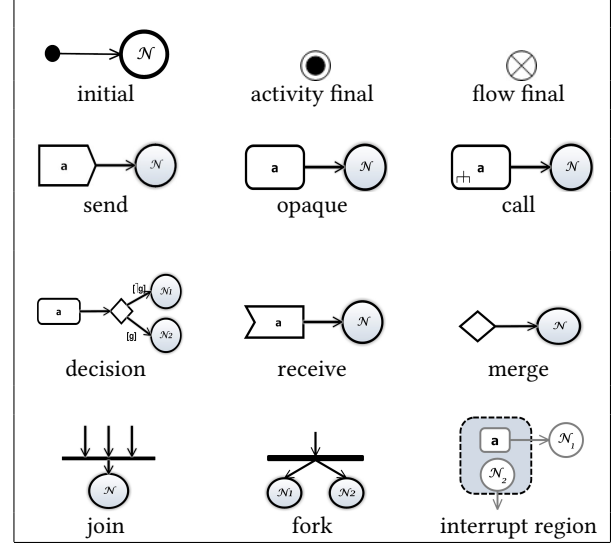 𝒩
initial activity final flow final
a 𝒩 a 𝒩 a 𝒩
send opaque call
a [!g] 𝒩1 [g] 𝒩2 a 𝒩 𝒩
decision receive merge
𝒩 𝒩1 𝒩2 a 𝒩1 𝒩2
join fork interrupt region